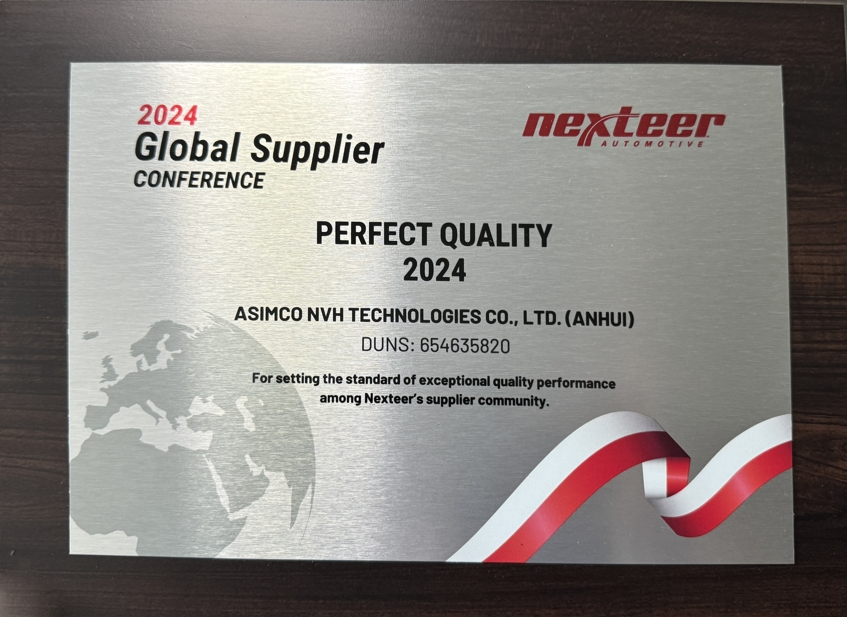 2024
Global Supplier
CONFERENCE
nexteer
AUTOMOTIVE
PERFECT QUALITY
2024
ASIMCO NVH TECHNOLOGIES CO., LTD. (ANHUI)
DUNS: 654635820
For setting the standard of exceptional quality performance
among Nexteer's supplier community.